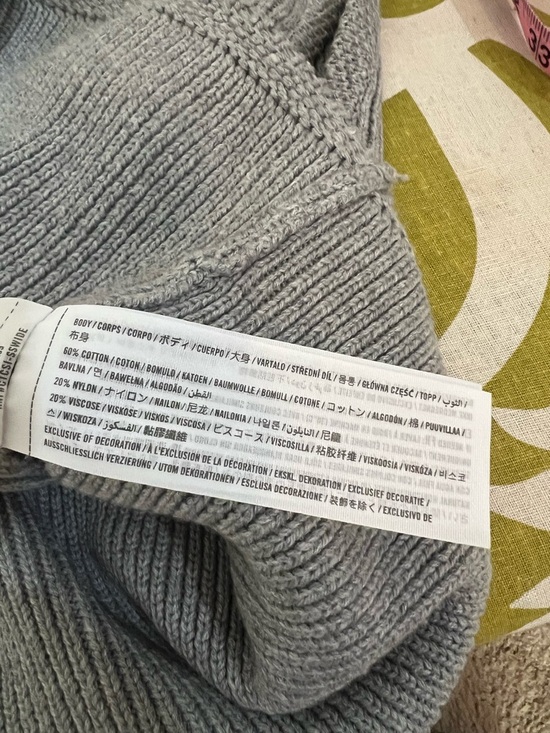 BODY / CORPS / CORPO / ボディ / CUERPO / 大身 / VARTALO / STŘEDNÍ DÍL / 몸통 / GŁÓWNA CZĘŚĆ / TOPP / الثوب /
布身
60% COTTON / COTON / BOMULD / KATOEN / BAUMWOLLE / BOMULL / COTONE / コットン / ALGODÓN / 棉 / PUUVILLAA /
BAVLNA / 면 / BAWEŁNA / ALGODÃO / القطن
20% NYLON / ナイロン / NAILON / 尼龙 / NAILONIA / 나일론 / النايلون / 尼龍
20% VISCOSE / VISKOSE / VISKOS / VISCOSA / ビスコース / VISCOSILLA / 粘胶纤维 / VISKOOSIA / VISKÓZA / 비스코
스 / WISKOZA / الفسكوز / 黏膠纖維
EXCLUSIVE OF DECORATION / À L'EXCLUSION DE LA DÉCORATION / EKSKL. DEKORATION / EXCLUSIEF DECORATIE /
AUSSCHLIESSLICH VERZIERUNG / UTOM DEKORATIONEN / ESCLUSA DECORAZIONE / 装飾を除く / EXCLUSIVO DE
33